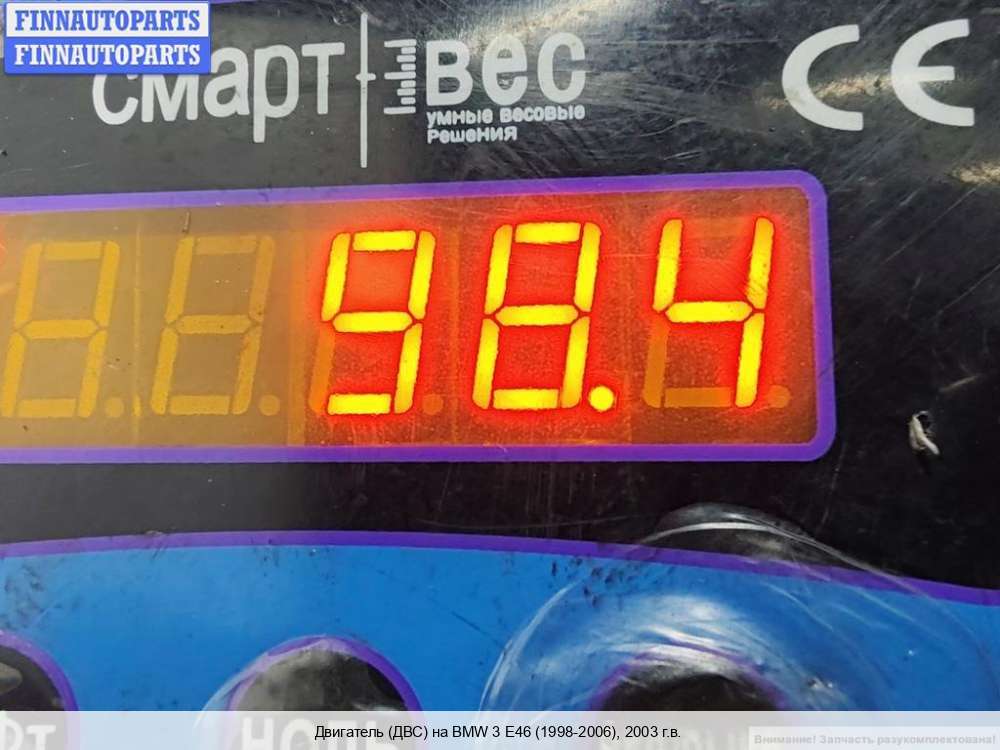 FINNAUTOPARTS
FINNAUTOPARTS
смарт вес
умные весовые
решения
CE
98.4
НОЛЬ
Двигатель (ДВС) на BMW 3 E46 (1998-2006), 2003 г.в.
Внимание! Запчасть разукомплектована!